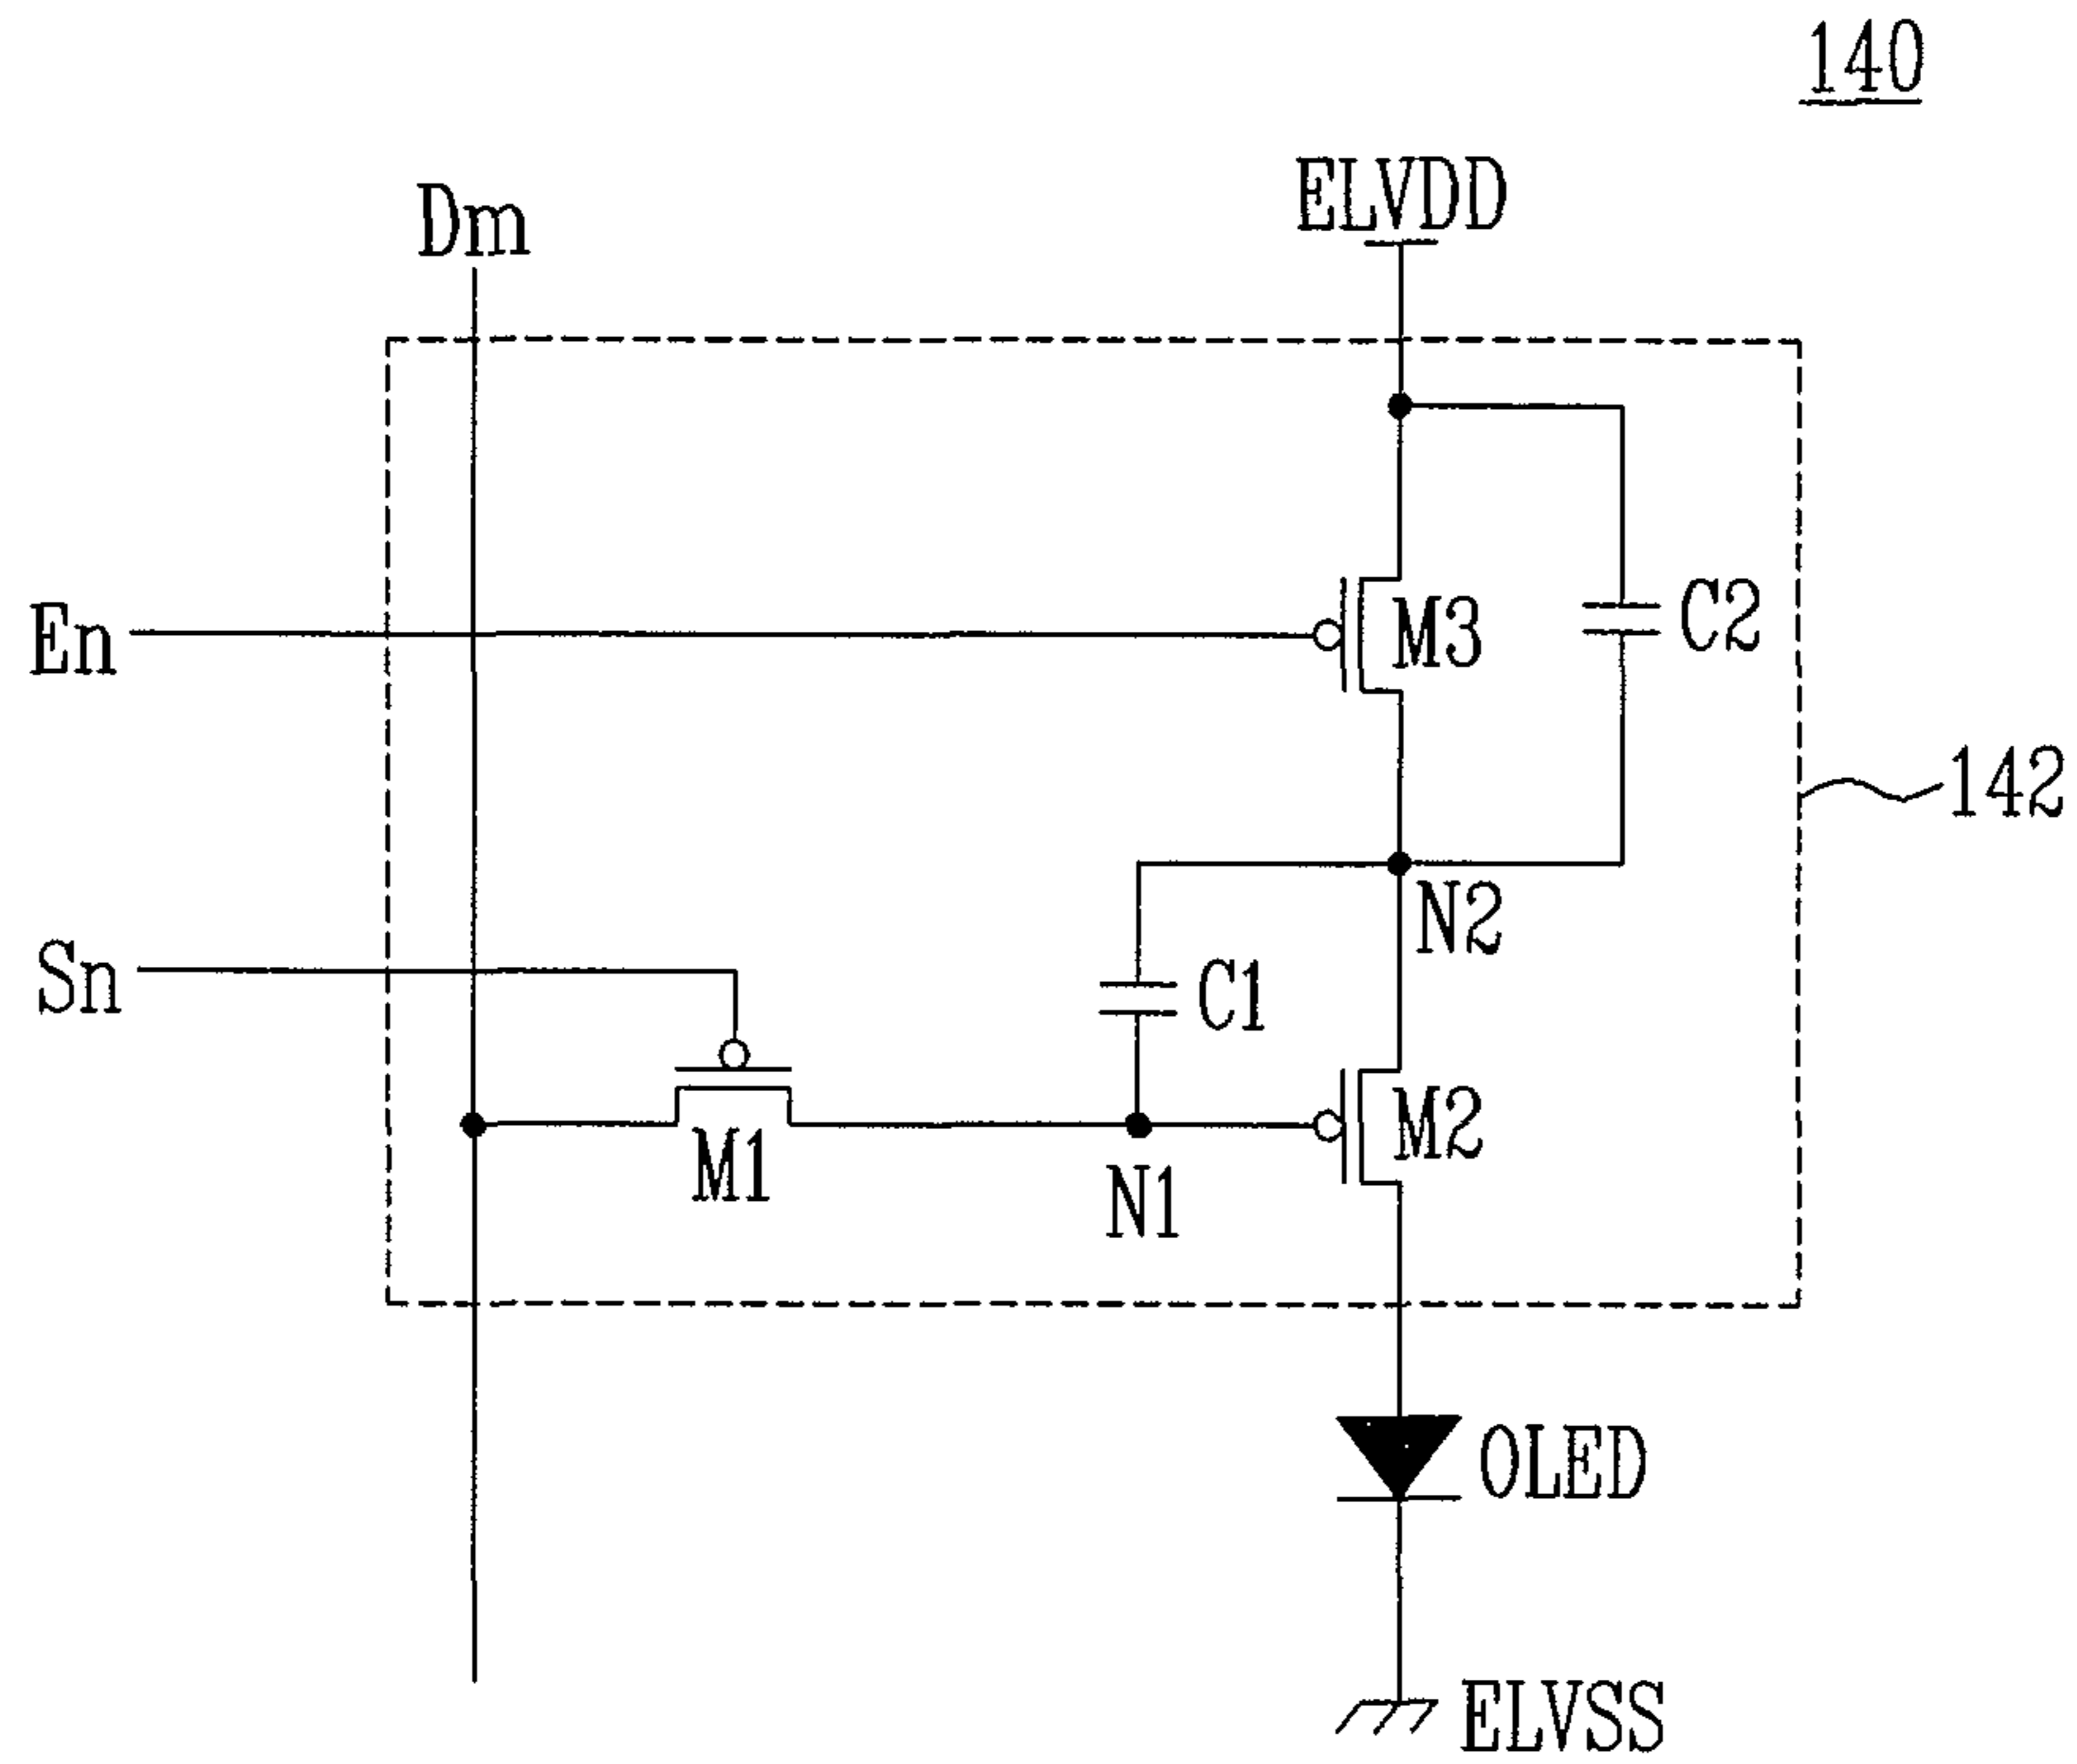 140
ELVDD
Dm
En
M3
C2
142
N2
Sn
C1
M2
M1
N1
OLED
ELVSS